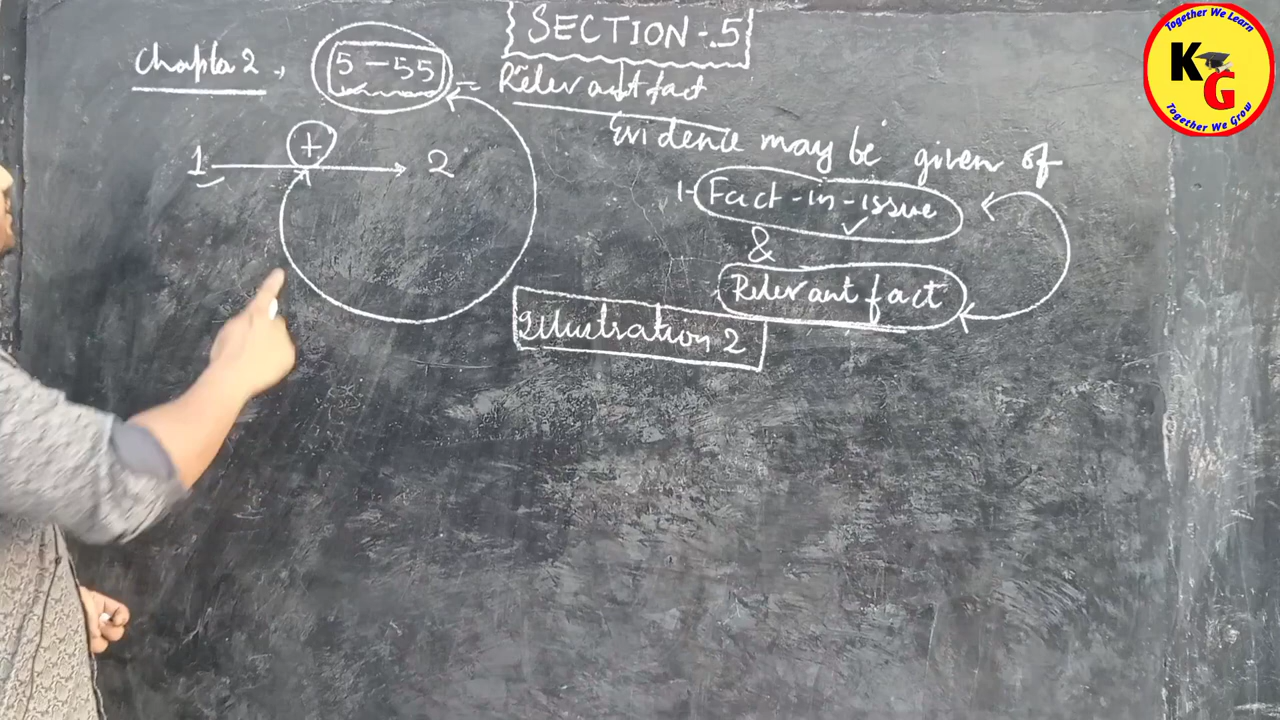 SECTION-.5
Chapter 2, 5-55 = Relevant fact
Evidence may be given of
1 + 2
1- Fact-in-issue
&
Relevant fact
Illustration 2
Together We Learn
KG
Together We Grow